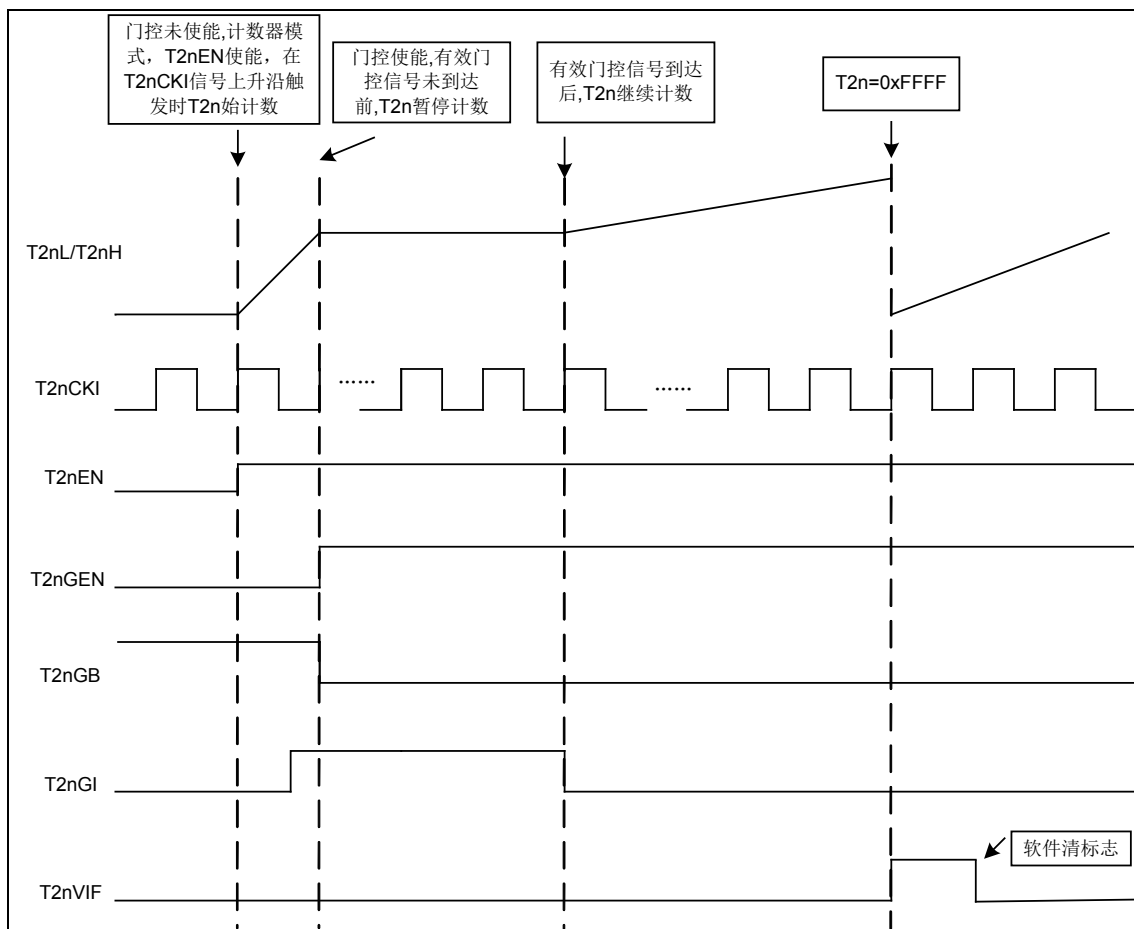 门控未使能,计数器模
式，T2nEN使能，在
T2nCKI信号上升沿触
发时T2n始计数
门控使能,有效门
控信号未到达
前,T2n暂停计数
有效门控信号到达
后,T2n继续计数
T2n=0xFFFF
T2nL/T2nH
T2nCKI
......
......
T2nEN
T2nGEN
T2nGB
T2nGI
软件清标志
T2nVIF